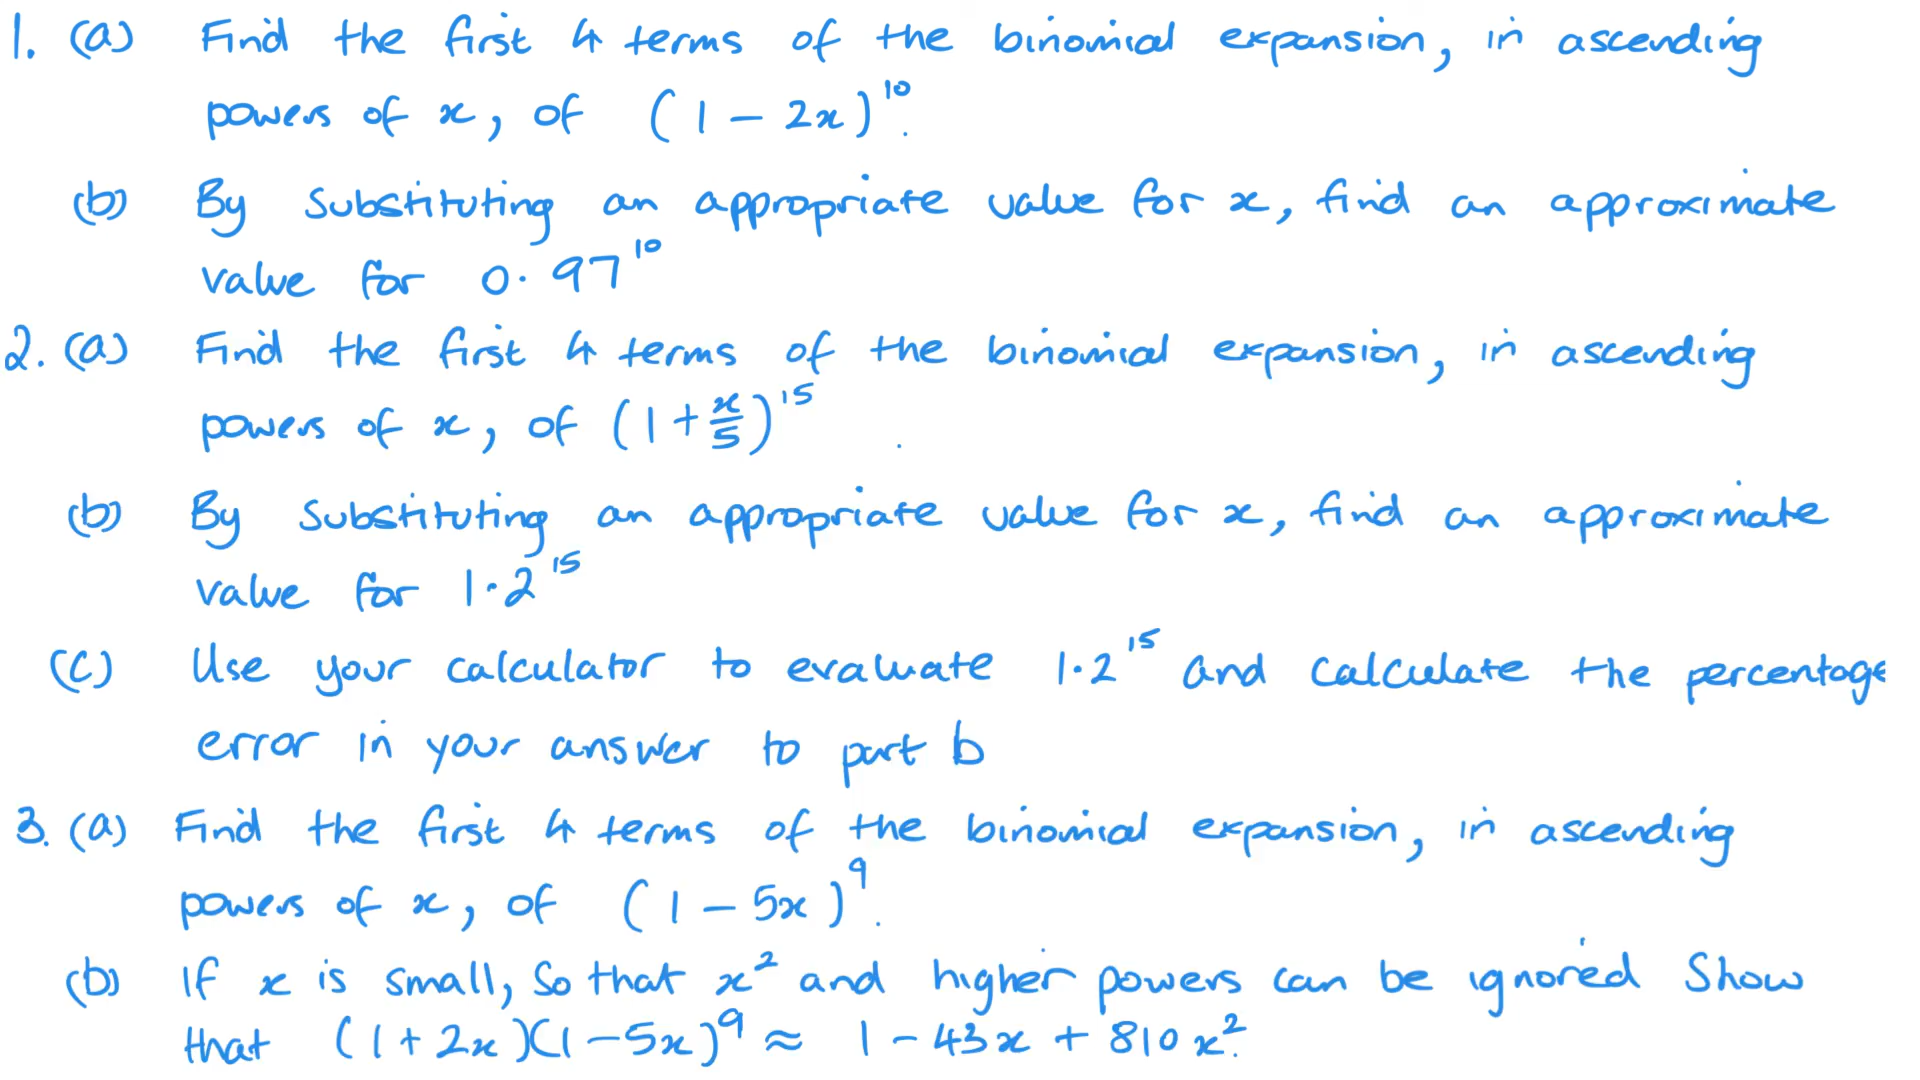 1. (a) Find the first 4 terms of the binomial expansion, in ascending
powers of x, of (1 - 2x)¹⁰.
(b) By substituting an appropriate value for x, find an approximate
value for 0.97¹⁰
2. (a) Find the first 4 terms of the binomial expansion, in ascending
powers of x, of (1 + x/5)¹⁵.
(b) By substituting an appropriate value for x, find an approximate
value for 1.2¹⁵
(c) Use your calculator to evaluate 1.2¹⁵ and calculate the percentage
error in your answer to part b
3. (a) Find the first 4 terms of the binomial expansion, in ascending
powers of x, of (1 - 5x)⁹.
(b) If x is small, so that x² and higher powers can be ignored show
that (1 + 2x)(1 - 5x)⁹ ≈ 1 - 43x + 810x².